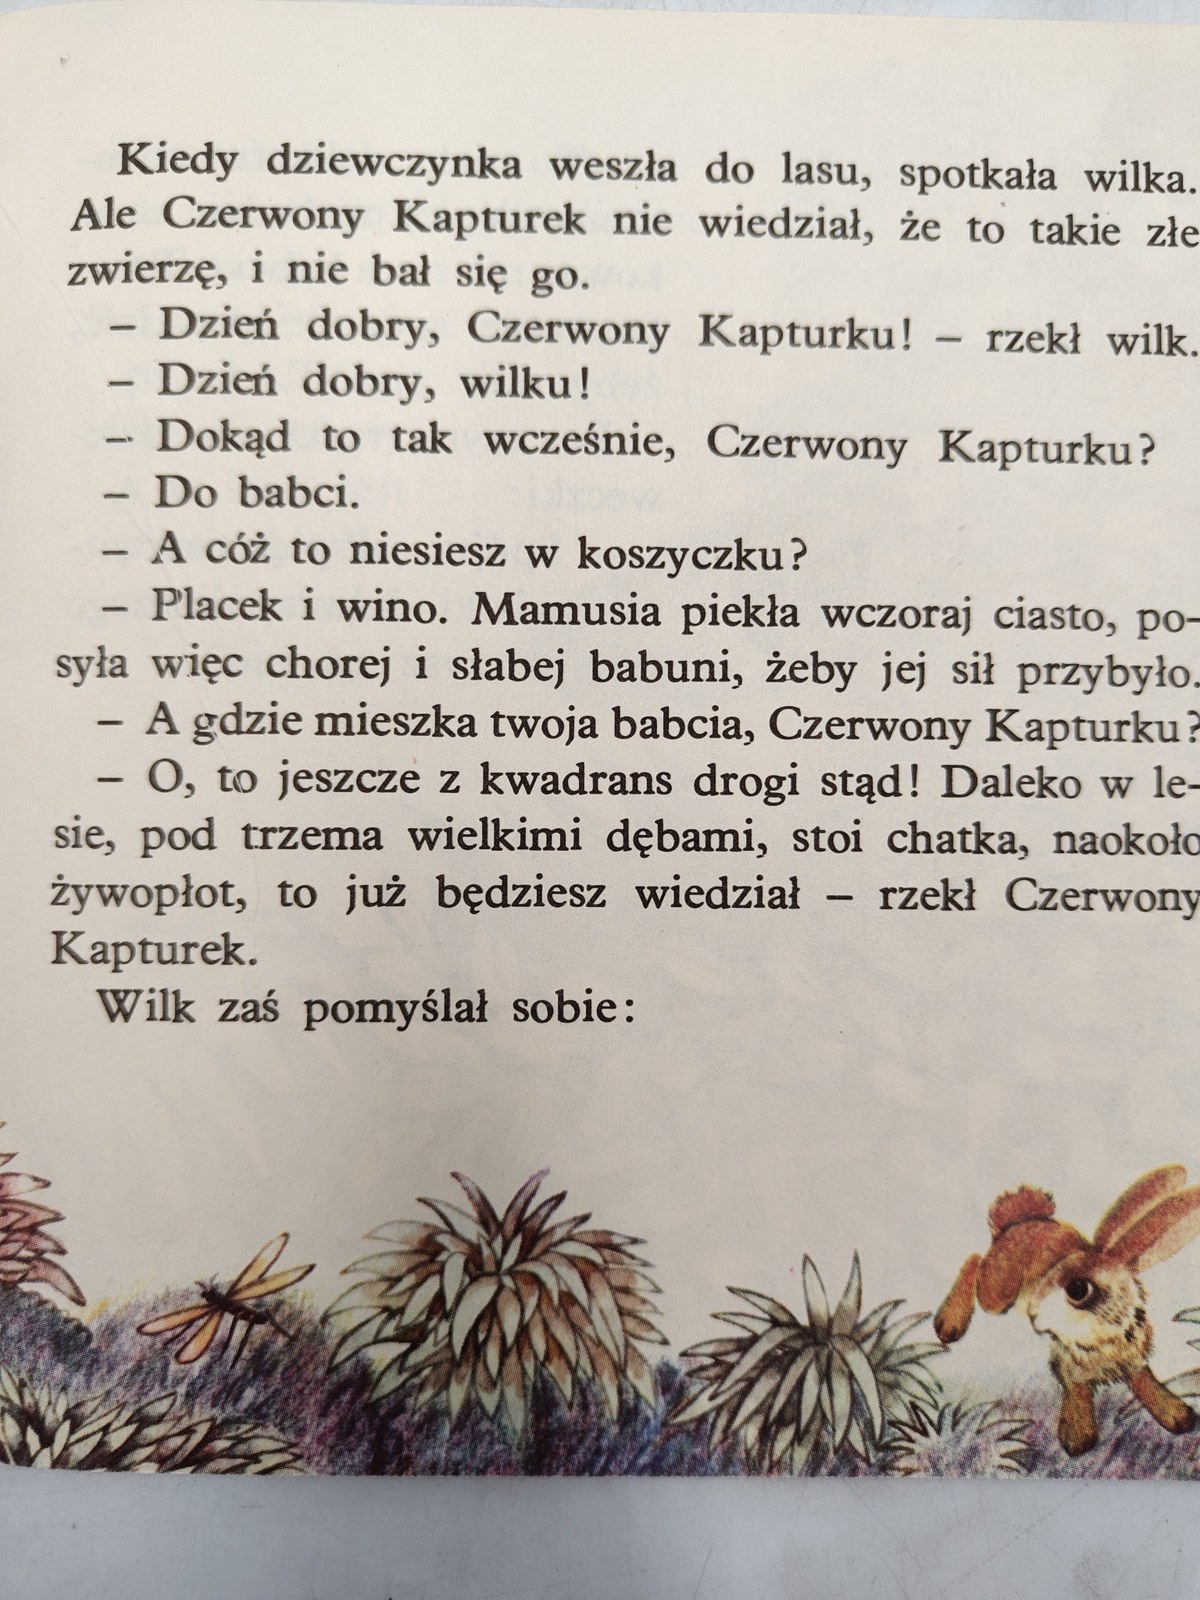 Kiedy dziewczynka weszła do lasu, spotkała wilka.
Ale Czerwony Kapturek nie wiedział, że to takie złe
zwierzę, i nie bał się go.
– Dzień dobry, Czerwony Kapturku! – rzekł wilk.
– Dzień dobry, wilku!
– Dokąd to tak wcześnie, Czerwony Kapturku?
– Do babci.
– A cóż to niesiesz w koszyczku?
– Placek i wino. Mamusia piekła wczoraj ciasto, po-
syła więc chorej i słabej babuni, żeby jej sił przybyło.
– A gdzie mieszka twoja babcia, Czerwony Kapturku?
– O, to jeszcze z kwadrans drogi stąd! Daleko w le-
sie, pod trzema wielkimi dębami, stoi chatka, naokoło
żywopłot, to już będziesz wiedział – rzekł Czerwony
Kapturek.
Wilk zaś pomyślał sobie: